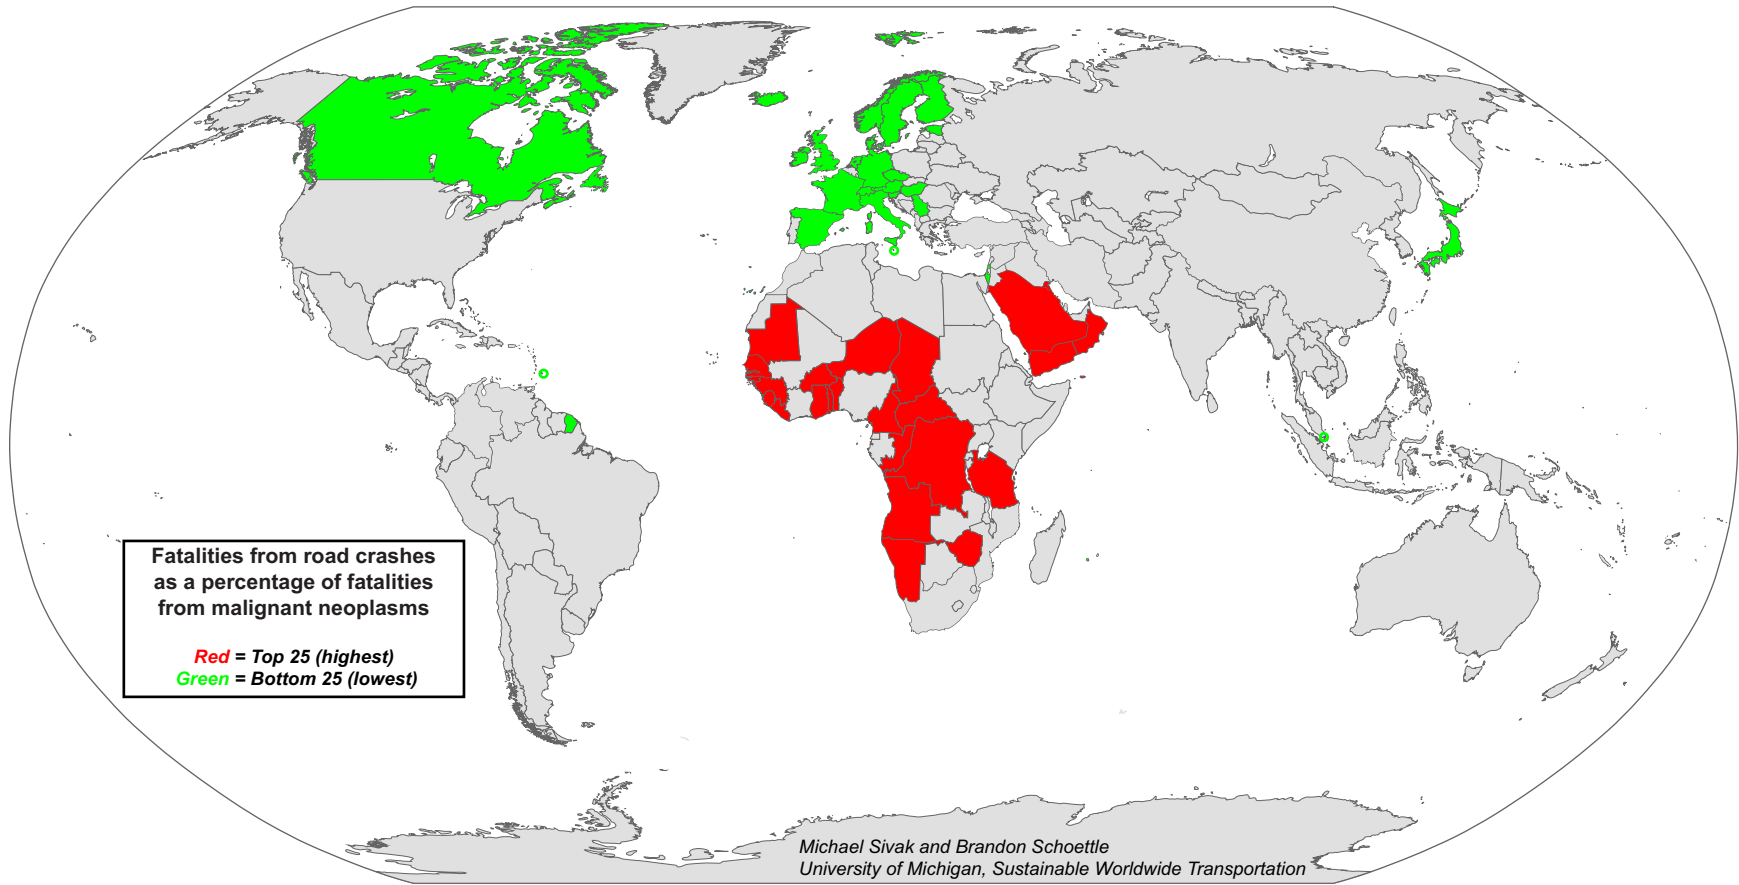 Fatalities from road crashes
as a percentage of fatalities
from malignant neoplasms
Red = Top 25 (highest)
Green = Bottom 25 (lowest)
Michael Sivak and Brandon Schoettle
University of Michigan, Sustainable Worldwide Transportation